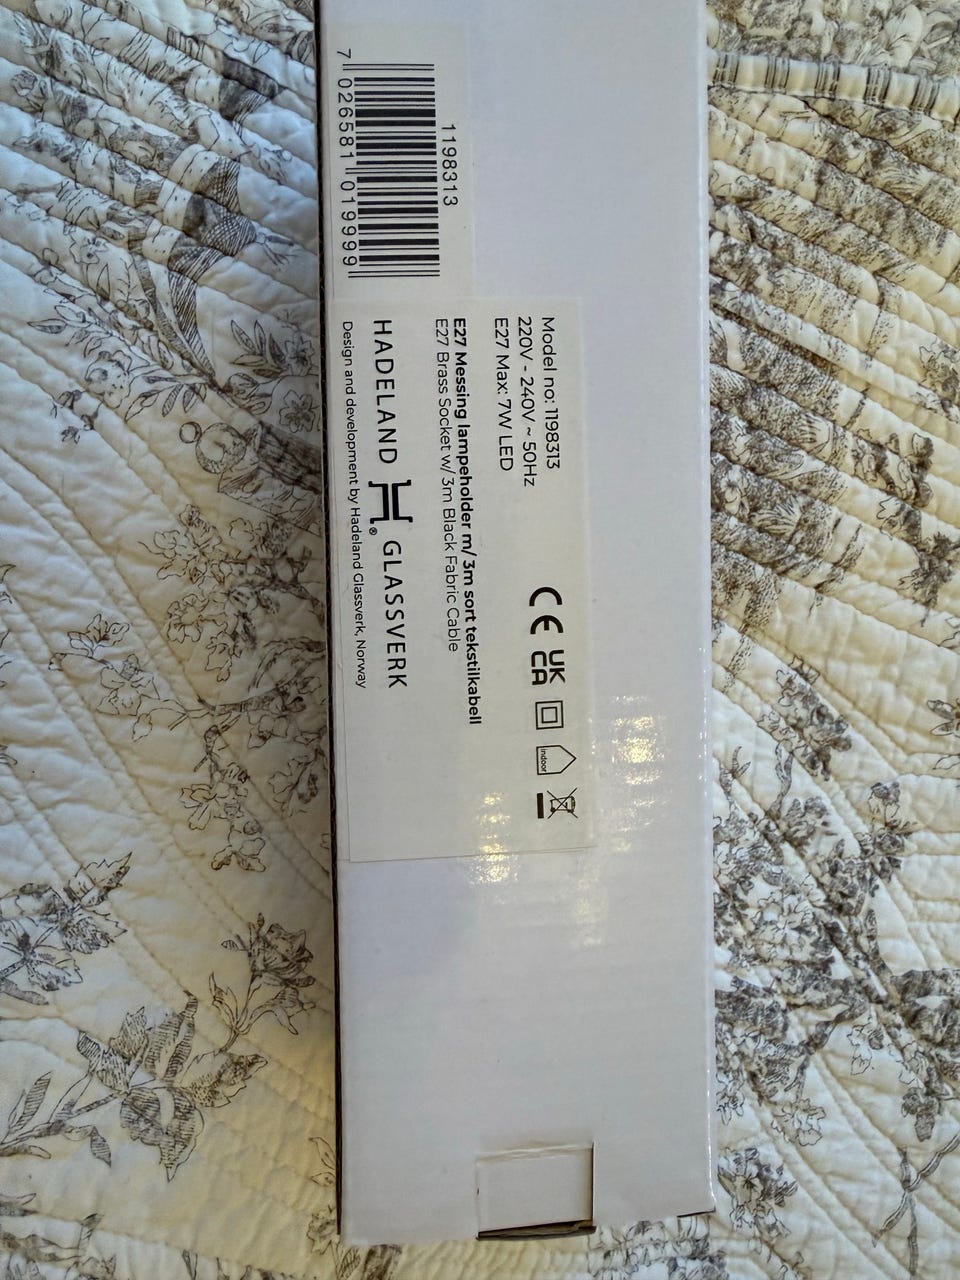 1198313
7 026581 019999
Model no: 1198313
220V - 240V ~ 50Hz
E27 Max: 7W LED
CE UK CA
indoor
E27 Messing lampeholder m/ 3m sort tekstilkabell
E27 Brass Socket w/ 3m Black Fabric Cable
HADELAND GLASSVERK
®
Design and development by Hadeland Glassverk, Norway